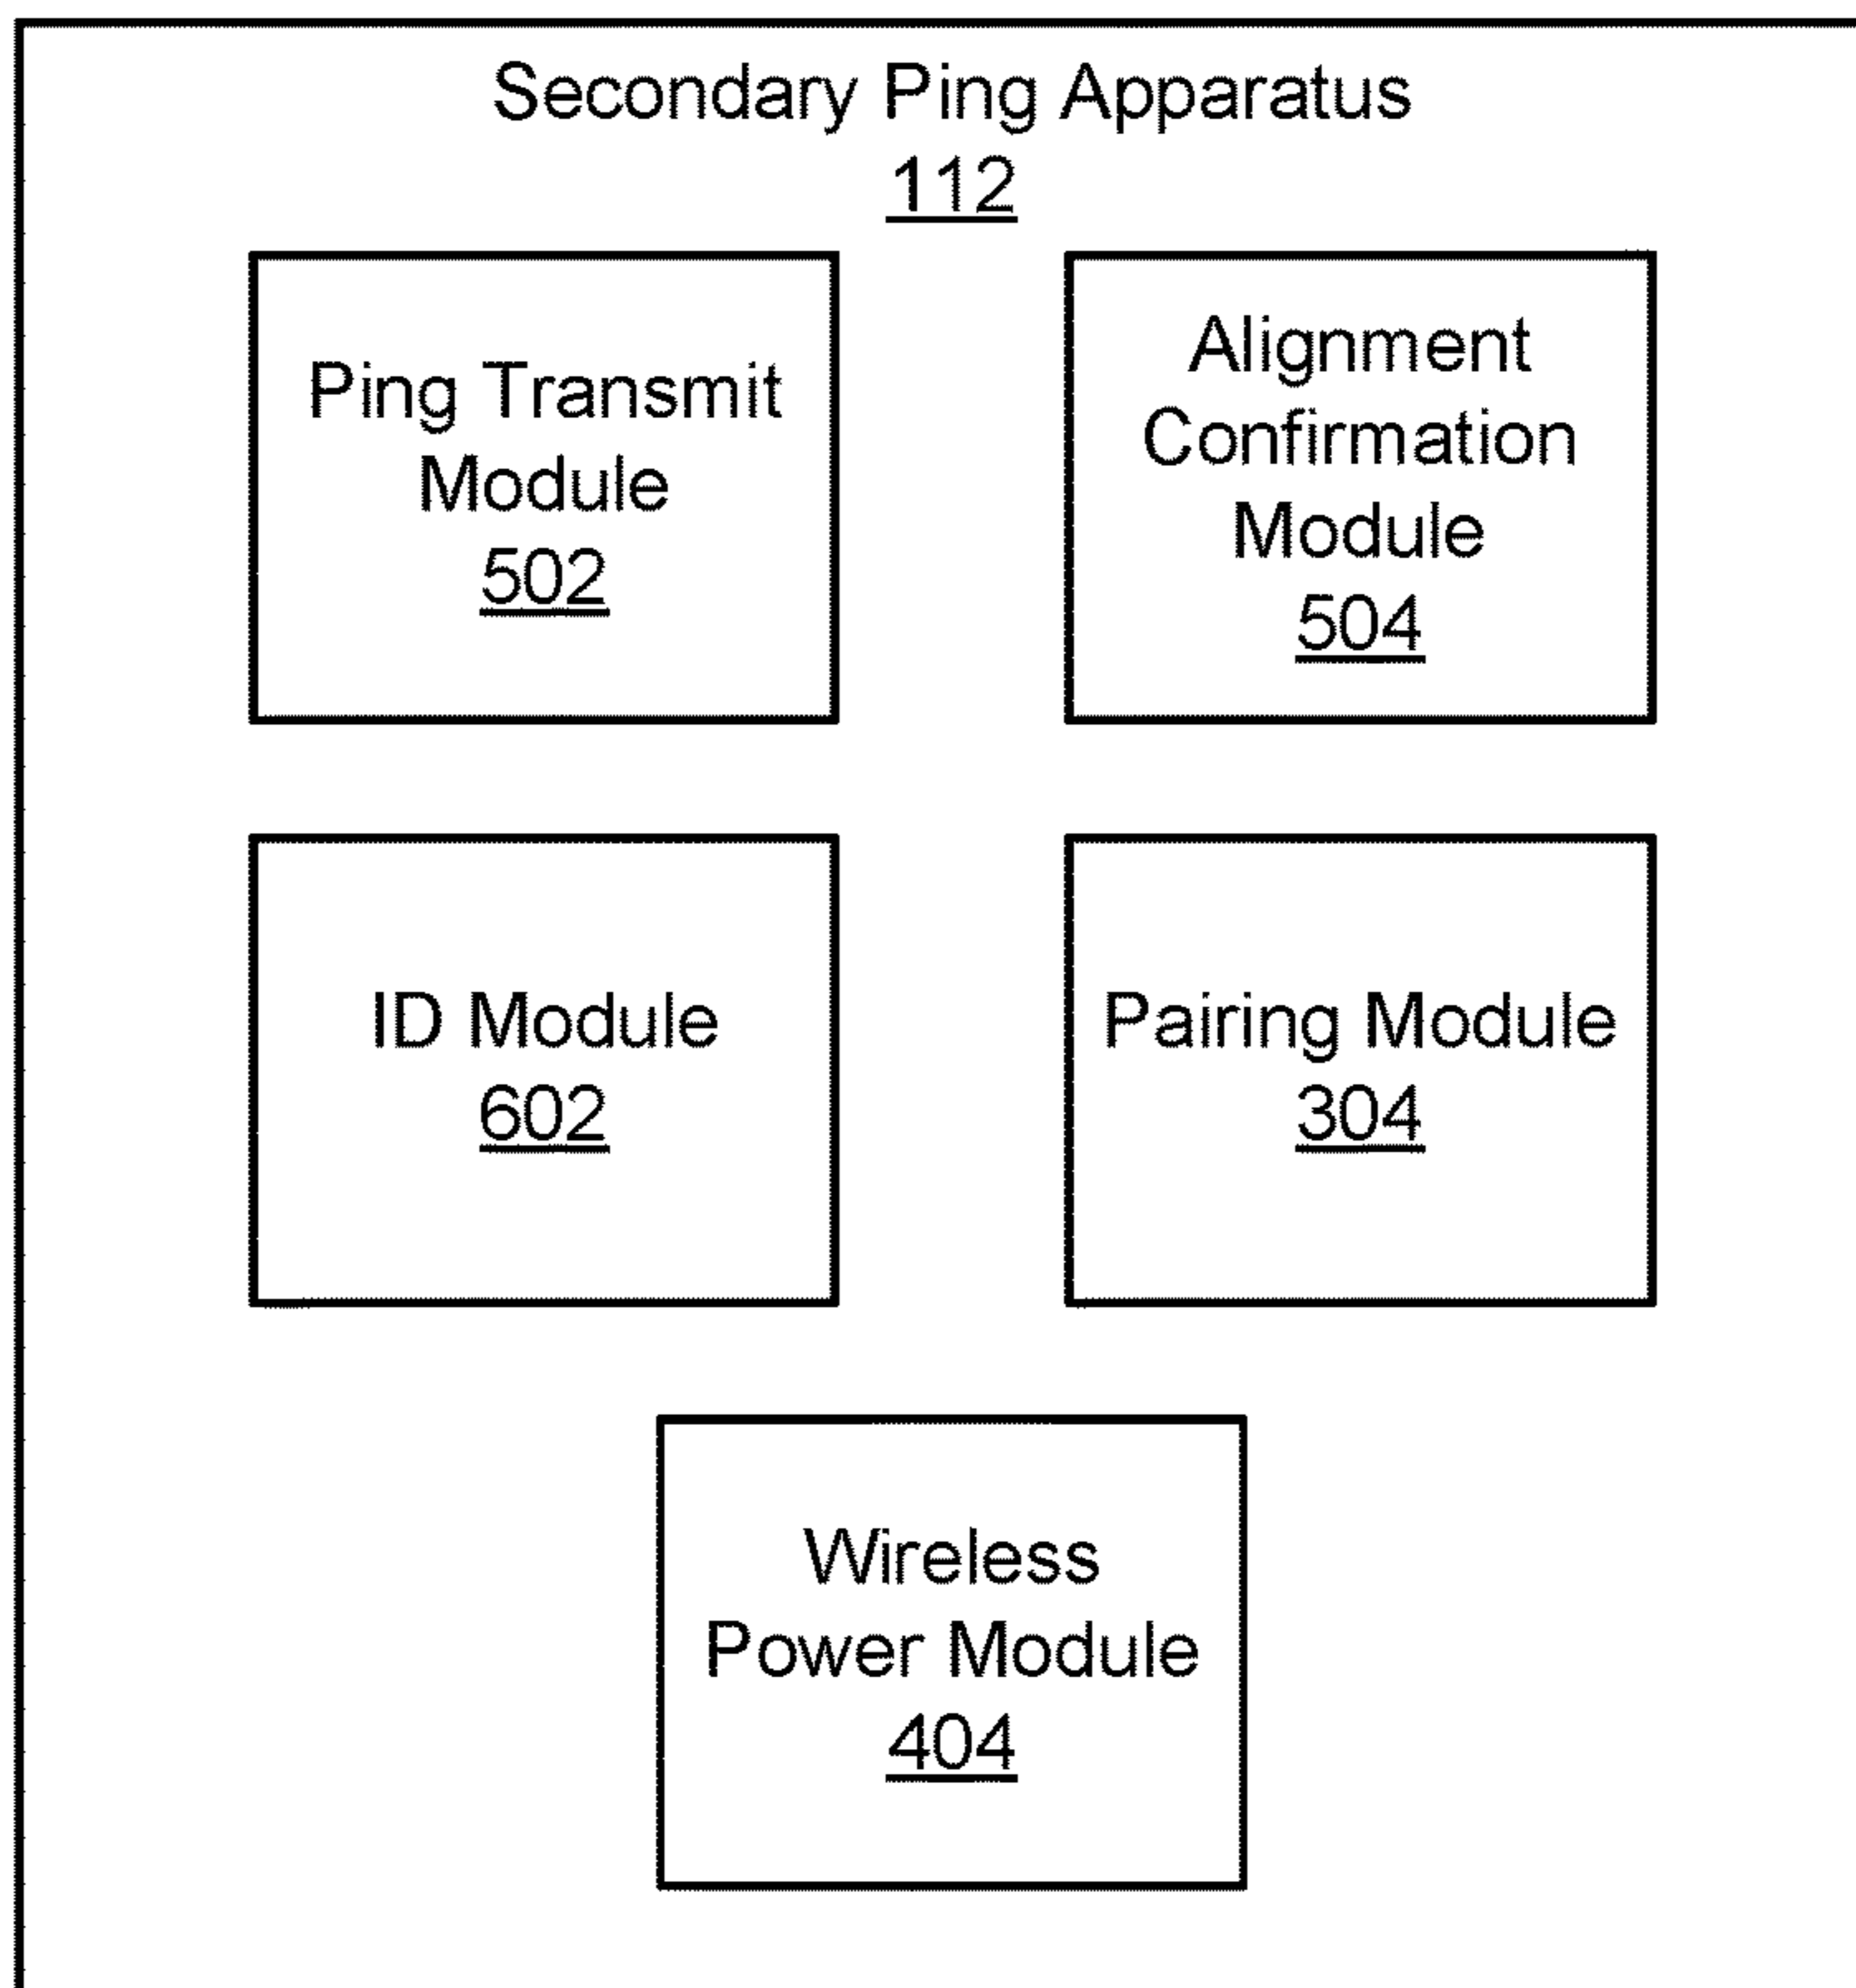 Secondary Ping Apparatus
112
Ping Transmit
Module
502
Alignment
Confirmation
Module
504
ID Module
602
Pairing Module
304
Wireless
Power Module
404